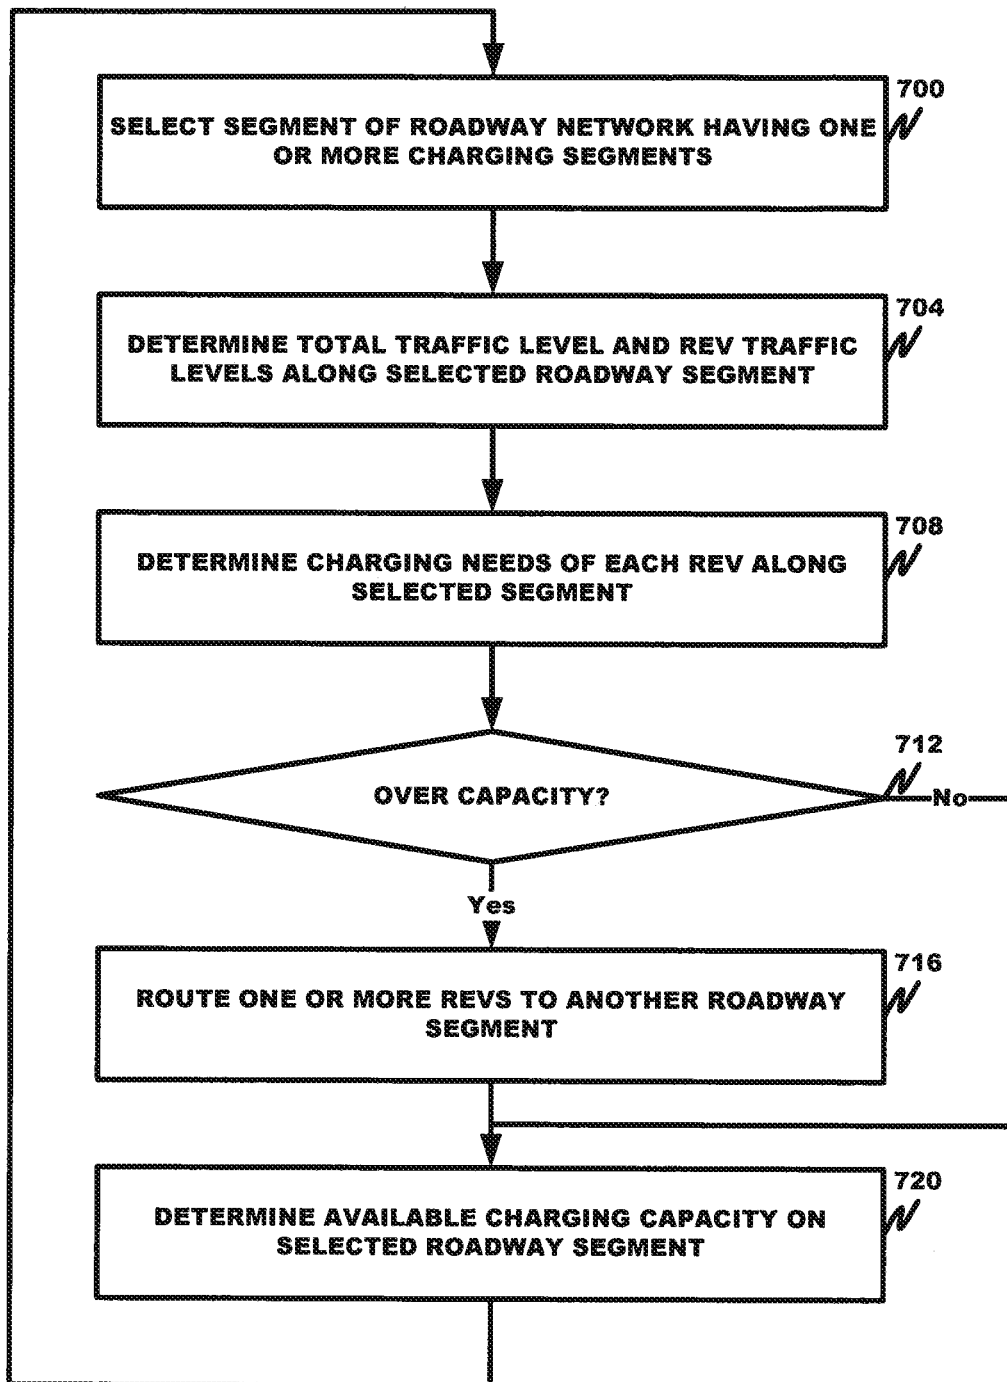 700
SELECT SEGMENT OF ROADWAY NETWORK HAVING ONE
OR MORE CHARGING SEGMENTS
704
DETERMINE TOTAL TRAFFIC LEVEL AND REV TRAFFIC
LEVELS ALONG SELECTED ROADWAY SEGMENT
708
DETERMINE CHARGING NEEDS OF EACH REV ALONG
SELECTED SEGMENT
712
OVER CAPACITY?
No
Yes
716
ROUTE ONE OR MORE REVS TO ANOTHER ROADWAY
SEGMENT
720
DETERMINE AVAILABLE CHARGING CAPACITY ON
SELECTED ROADWAY SEGMENT